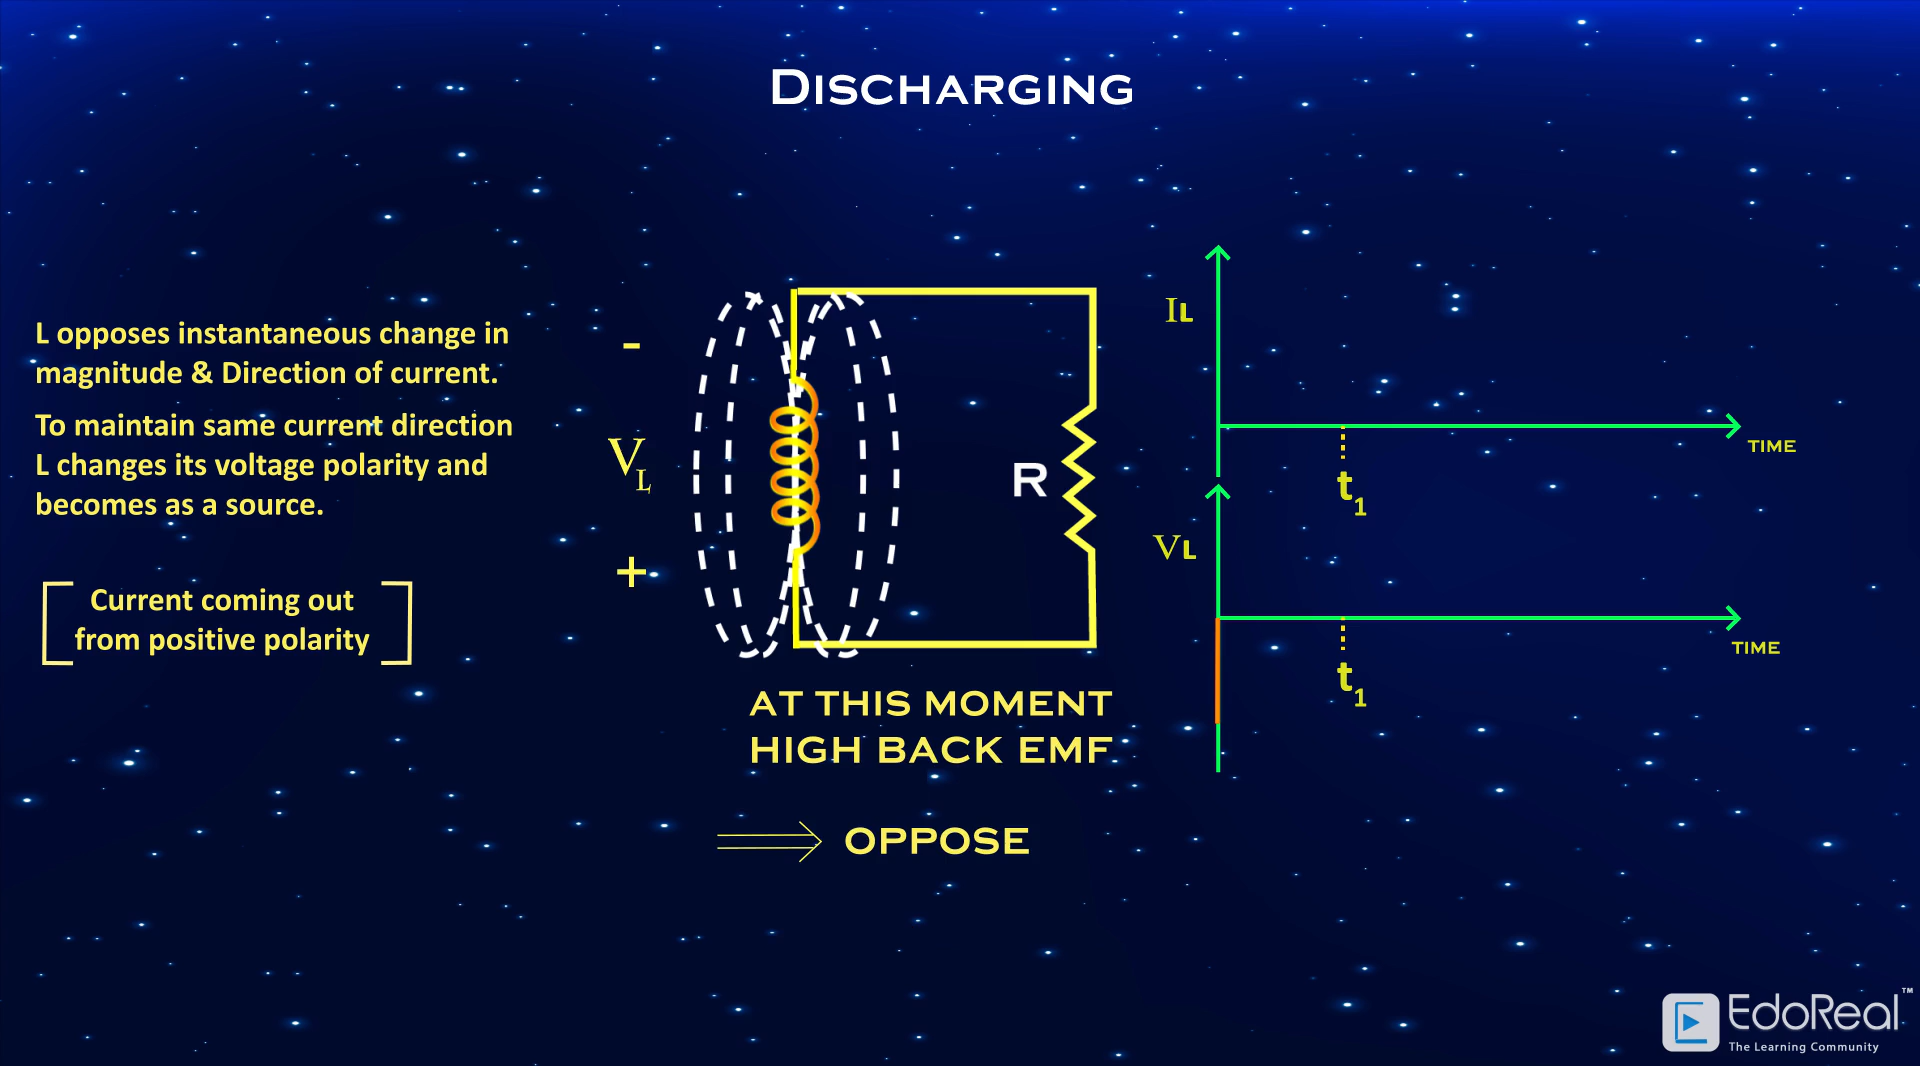 DISCHARGING
L opposes instantaneous change in
magnitude & Direction of current.
To maintain same current direction
L changes its voltage polarity and
becomes as a source.
Current coming out
from positive polarity
-
VL
+
R
AT THIS MOMENT
HIGH BACK EMF
OPPOSE
IL
TIME
t1
VL
TIME
t1
EdoReal™
The Learning Community